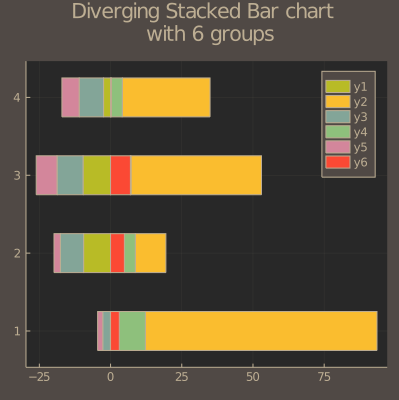 Diverging Stacked Bar chart
with 6 groups
y1
y2
y3
y4
y5
y6
4
3
2
1
−25 0 25 50 75